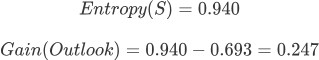 Entropy(S) = 0.940
Gain(Outlook) = 0.940 − 0.693 = 0.247